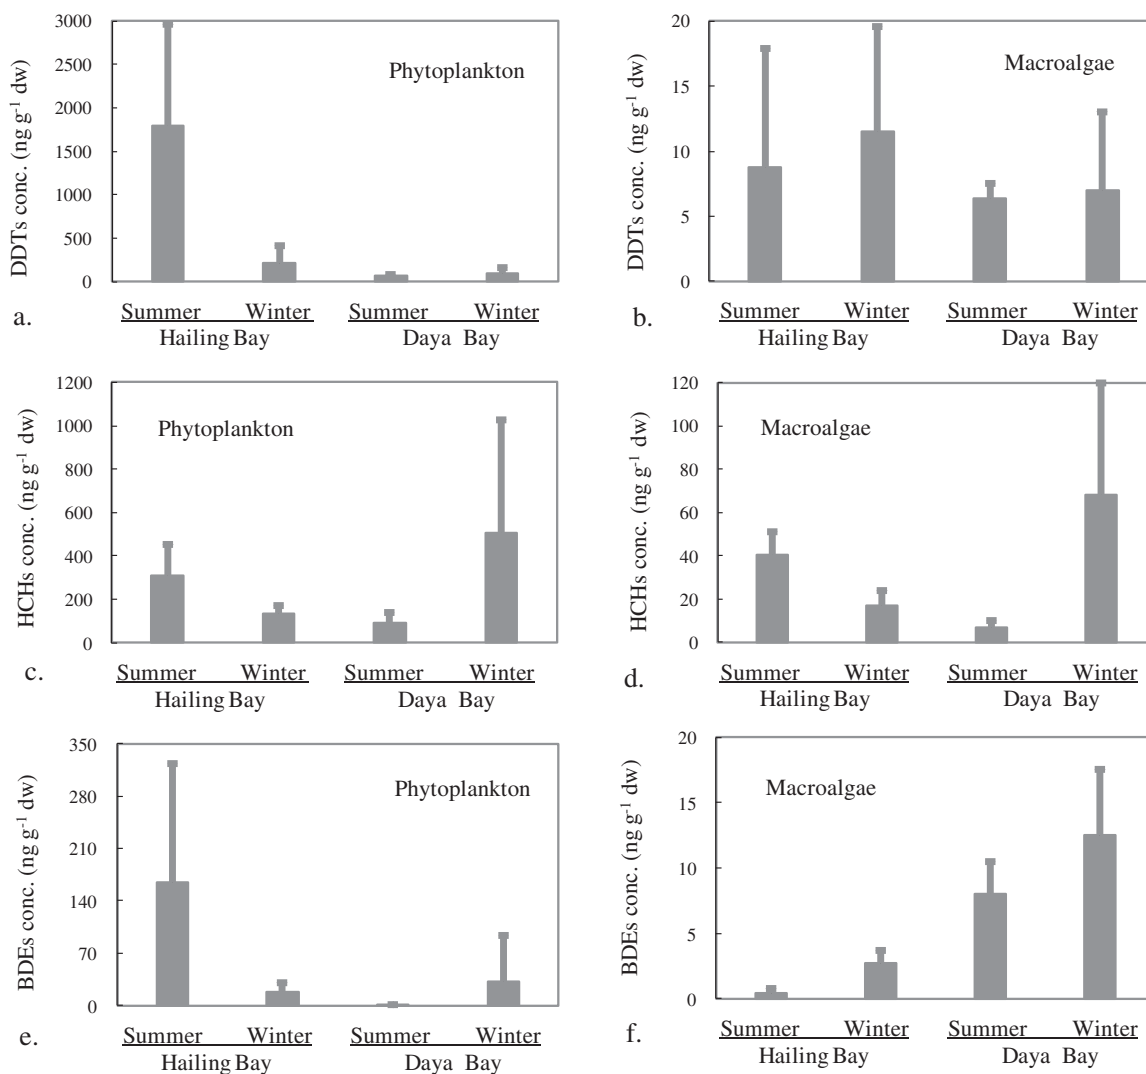 3000
2500
2000
1500
1000
500
0
DDTs conc. (ng g⁻¹ dw)
Phytoplankton
Summer Winter Summer Winter
Hailing Bay Daya Bay
a.
20
15
10
5
0
DDTs conc. (ng g⁻¹ dw)
Macroalgae
Summer Winter Summer Winter
Hailing Bay Daya Bay
b.
1200
1000
800
600
400
200
0
HCHs conc. (ng g⁻¹ dw)
Phytoplankton
Summer Winter Summer Winter
Hailing Bay Daya Bay
c.
120
100
80
60
40
20
0
HCHs conc. (ng g⁻¹ dw)
Macroalgae
Summer Winter Summer Winter
Hailing Bay Daya Bay
d.
350
280
210
140
70
0
BDEs conc. (ng g⁻¹ dw)
Phytoplankton
Summer Winter Summer Winter
Hailing Bay Daya Bay
e.
20
15
10
5
0
BDEs conc. (ng g⁻¹ dw)
Macroalgae
Summer Winter Summer Winter
Hailing Bay Daya Bay
f.